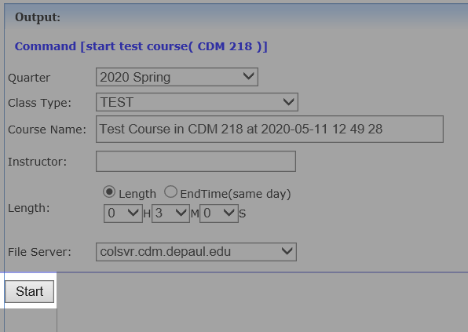 Output:
Command [start test course( CDM 218 )]
Quarter 2020 Spring
Class Type: TEST
Course Name: Test Course in CDM 218 at 2020-05-11 12 49 28
Instructor:
Length EndTime(same day)
Length: 0 H 3 M 0 S
File Server: colsvr.cdm.depaul.edu
Start